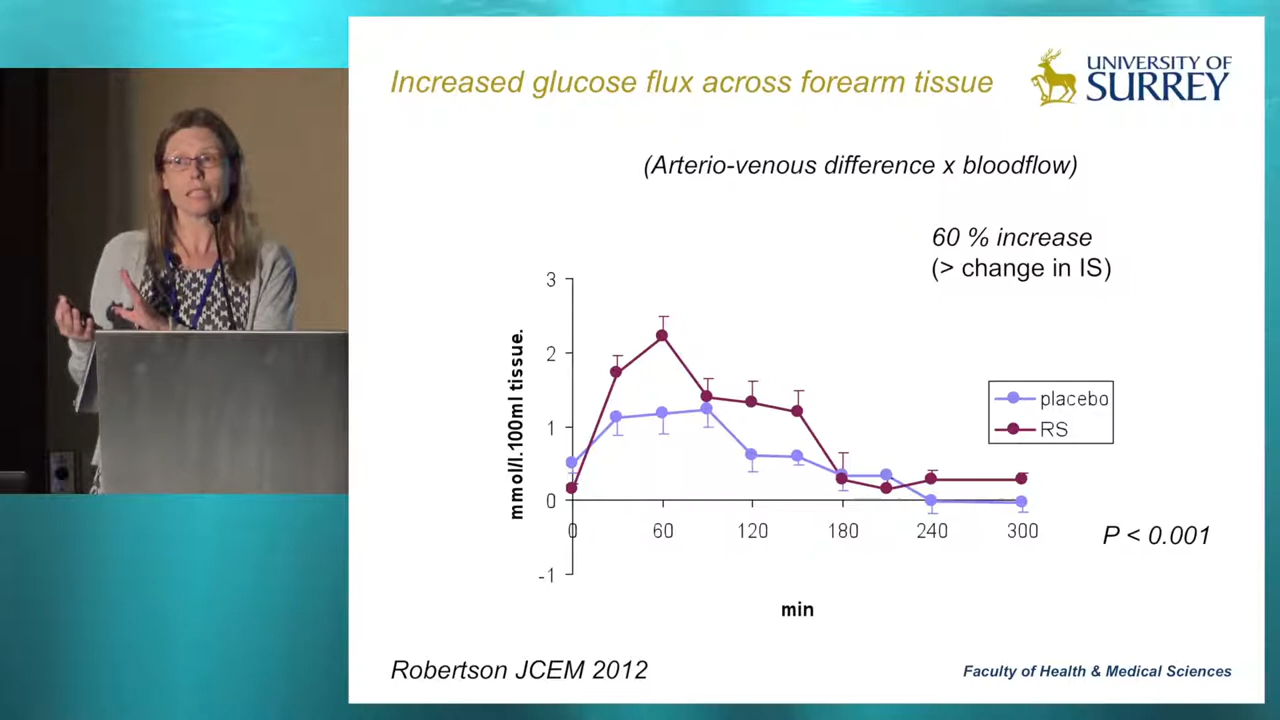 Increased glucose flux across forearm tissue
UNIVERSITY OF
SURREY
(Arterio-venous difference x bloodflow)
60 % increase
(> change in IS)
3
2
1
0
-1
mmol/l.100ml tissue.
0 60 120 180 240 300
min
placebo
RS
P < 0.001
Robertson JCEM 2012
Faculty of Health & Medical Sciences